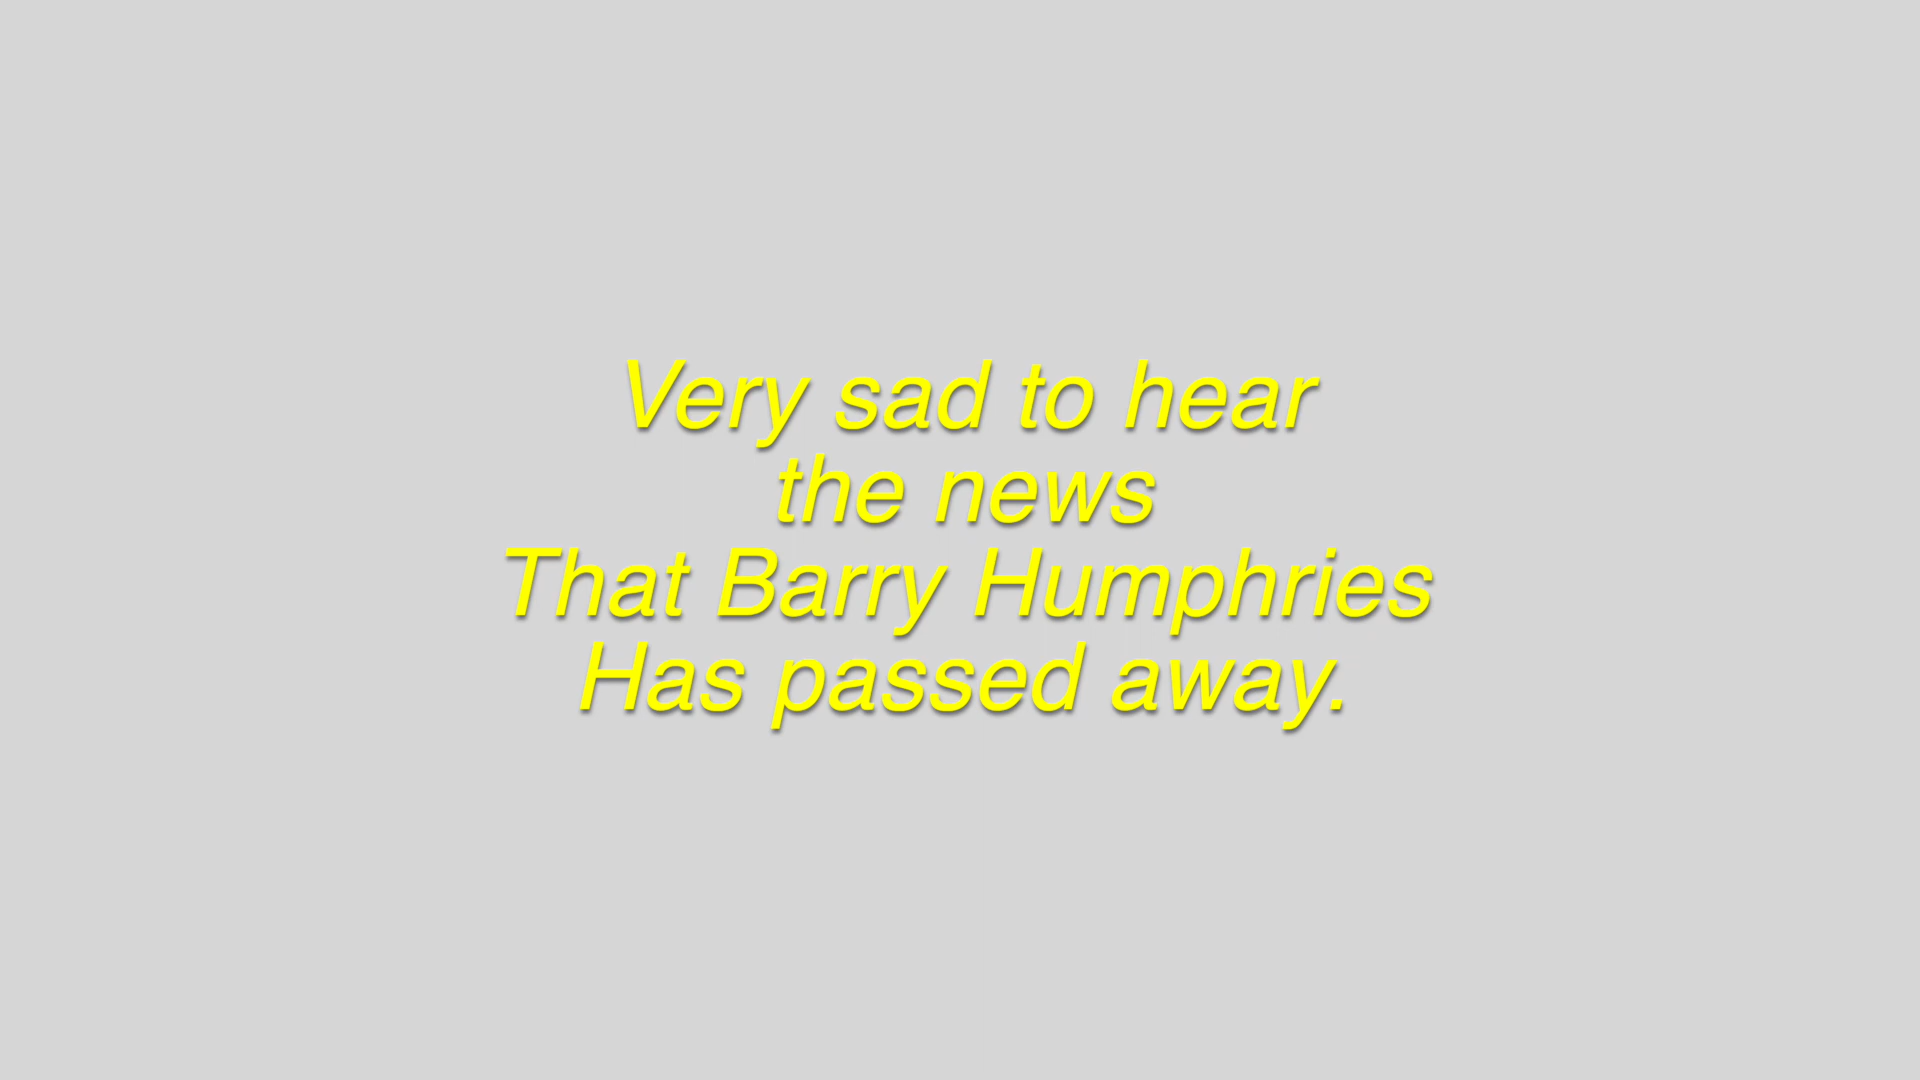 Very sad to hear
the news
That Barry Humphries
Has passed away.